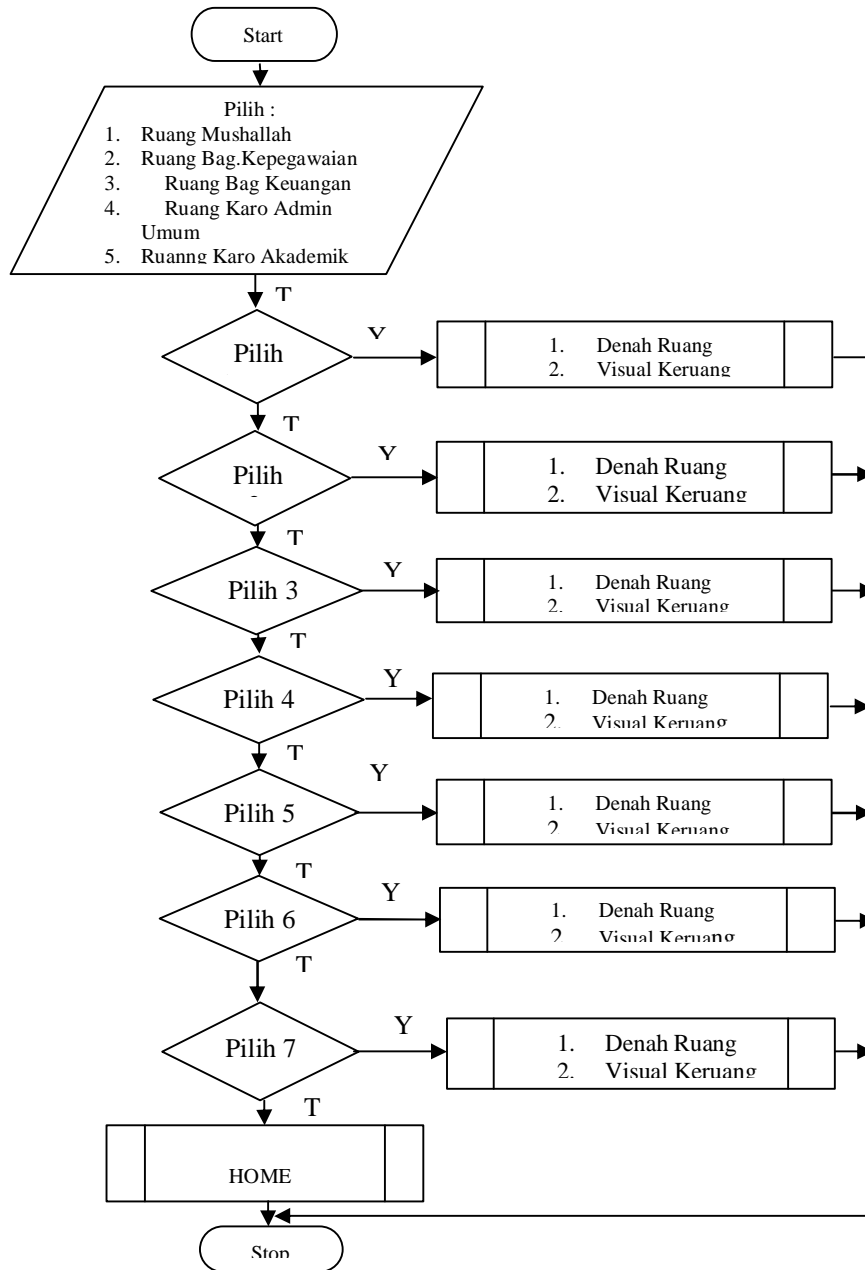 Start
Pilih :
1. Ruang Mushallah
2. Ruang Bag.Kepegawaian
3. Ruang Bag Keuangan
4. Ruang Karo Admin
Umum
5. Ruanng Karo Akademik
T
Pilih
Y
1. Denah Ruang
2. Visual Keruang
T
Pilih
Y
1. Denah Ruang
2. Visual Keruang
T
Pilih 3
Y
1. Denah Ruang
2. Visual Keruang
T
Pilih 4
Y
1. Denah Ruang
2. Visual Keruang
T
Pilih 5
Y
1. Denah Ruang
2. Visual Keruang
T
Pilih 6
Y
1. Denah Ruang
2. Visual Keruang
T
Pilih 7
Y
1. Denah Ruang
2. Visual Keruang
T
HOME
Stop